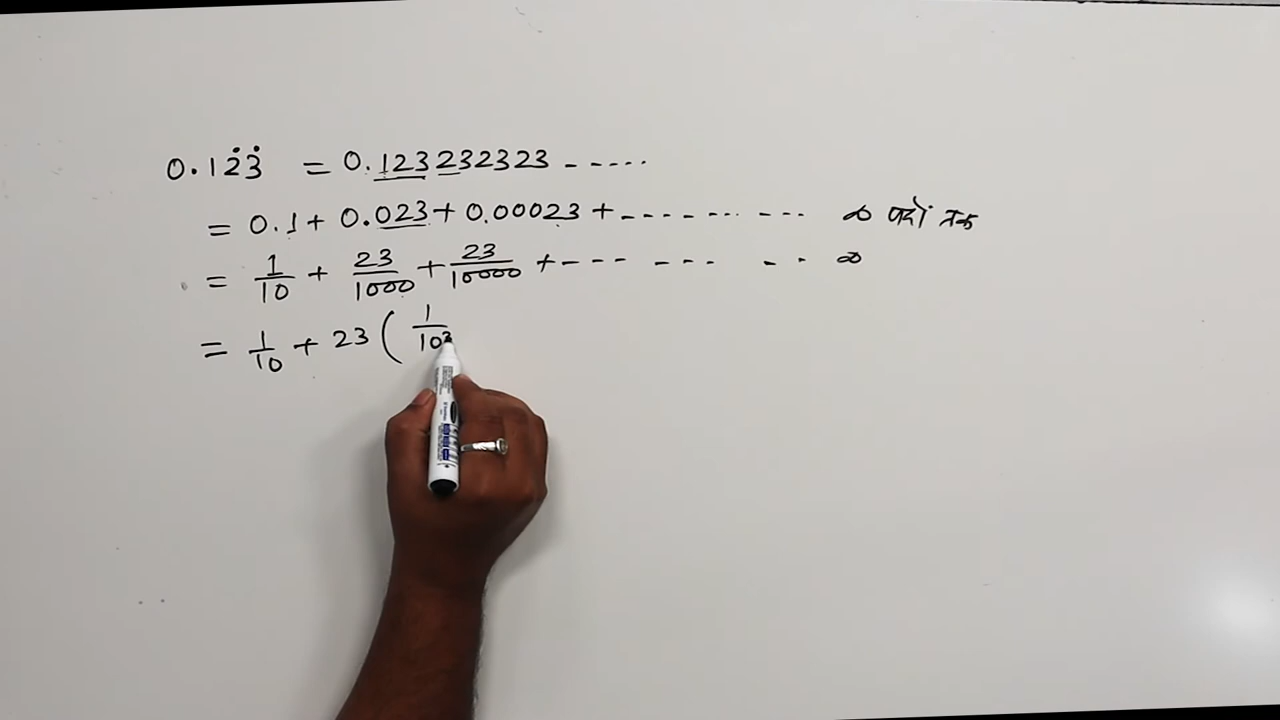 0.12̇3̇ = 0.123232323 -----
= 0.1 + 0.023 + 0.00023 + --------- ∞ पदों तक
= 1/10 + 23/1000 + 23/10000 + --- --- -- ∞
= 1/10 + 23 ( 1/10³